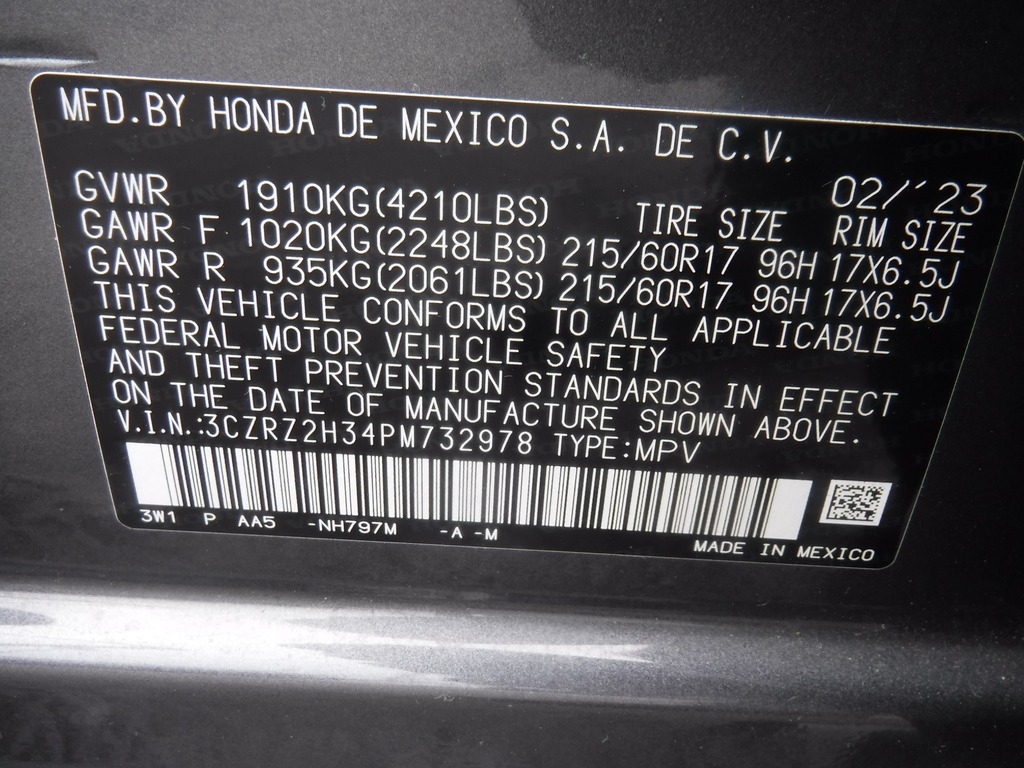 MFD.BY HONDA DE MEXICO S.A. DE C.V.
02/'23
GVWR 1910KG(4210LBS) TIRE SIZE RIM SIZE
GAWR F 1020KG(2248LBS) 215/60R17 96H 17X6.5J
GAWR R 935KG(2061LBS) 215/60R17 96H 17X6.5J
THIS VEHICLE CONFORMS TO ALL APPLICABLE
FEDERAL MOTOR VEHICLE SAFETY
AND THEFT PREVENTION STANDARDS IN EFFECT
ON THE DATE OF MANUFACTURE SHOWN ABOVE.
V.I.N.:3CZRZ2H34PM732978 TYPE:MPV
3W1 P AA5 -NH797M -A -M
MADE IN MEXICO